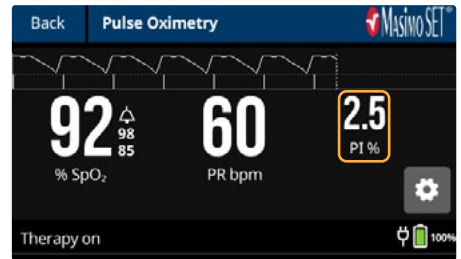 Back Pulse Oximetry Masimo SET
92 98 85 60 2.5
% SpO₂ PR bpm PI %
Therapy on 100%